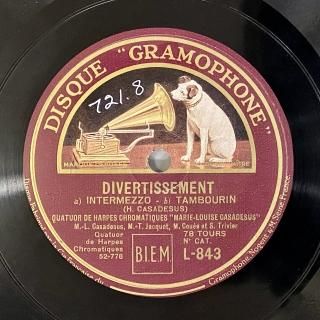 DISQUE "GRAMOPHONE"
721.8
DIVERTISSEMENT
a) INTERMEZZO - b) TAMBOURIN
(H. CASADESUS)
QUATUOR DE HARPES CHROMATIQUES "MARIE-LOUISE CASADESUS"
M.-L. Casadesus, M.-T. Jacquet, M. Couëe et S. Trivier
Quatuor
de Harpes
Chromatiques
52-778
BIEM
78 TOURS
N° CAT.
L-843